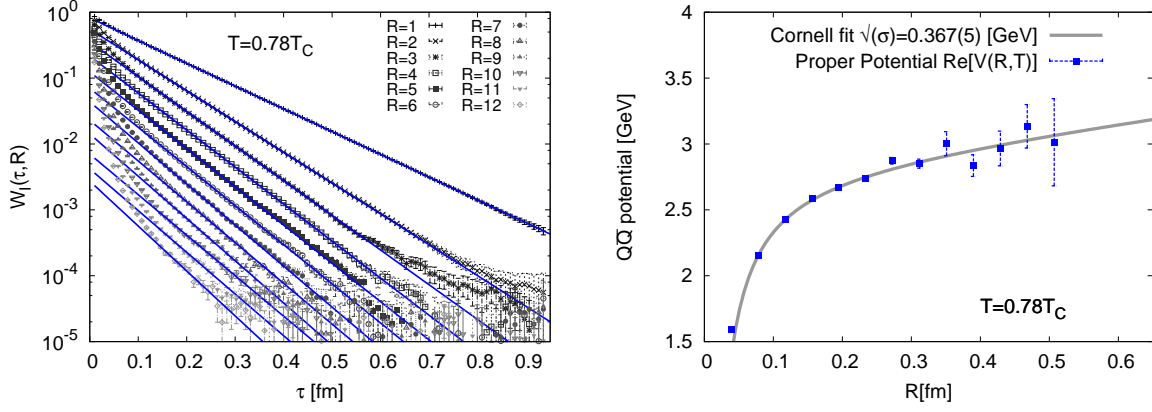 10⁰
10⁻¹
10⁻²
10⁻³
10⁻⁴
10⁻⁵
0 0.1 0.2 0.3 0.4 0.5 0.6 0.7 0.8 0.9
W_l(τ,R)
τ [fm]
T=0.78T_C
R=1 R=7
R=2 R=8
R=3 R=9
R=4 R=10
R=5 R=11
R=6 R=12
4
3.5
3
2.5
2
1.5
0 0.1 0.2 0.3 0.4 0.5 0.6
QQ̅ potential [GeV]
R[fm]
Cornell fit √(σ)=0.367(5) [GeV]
Proper Potential Re[V(R,T)]
T=0.78T_C